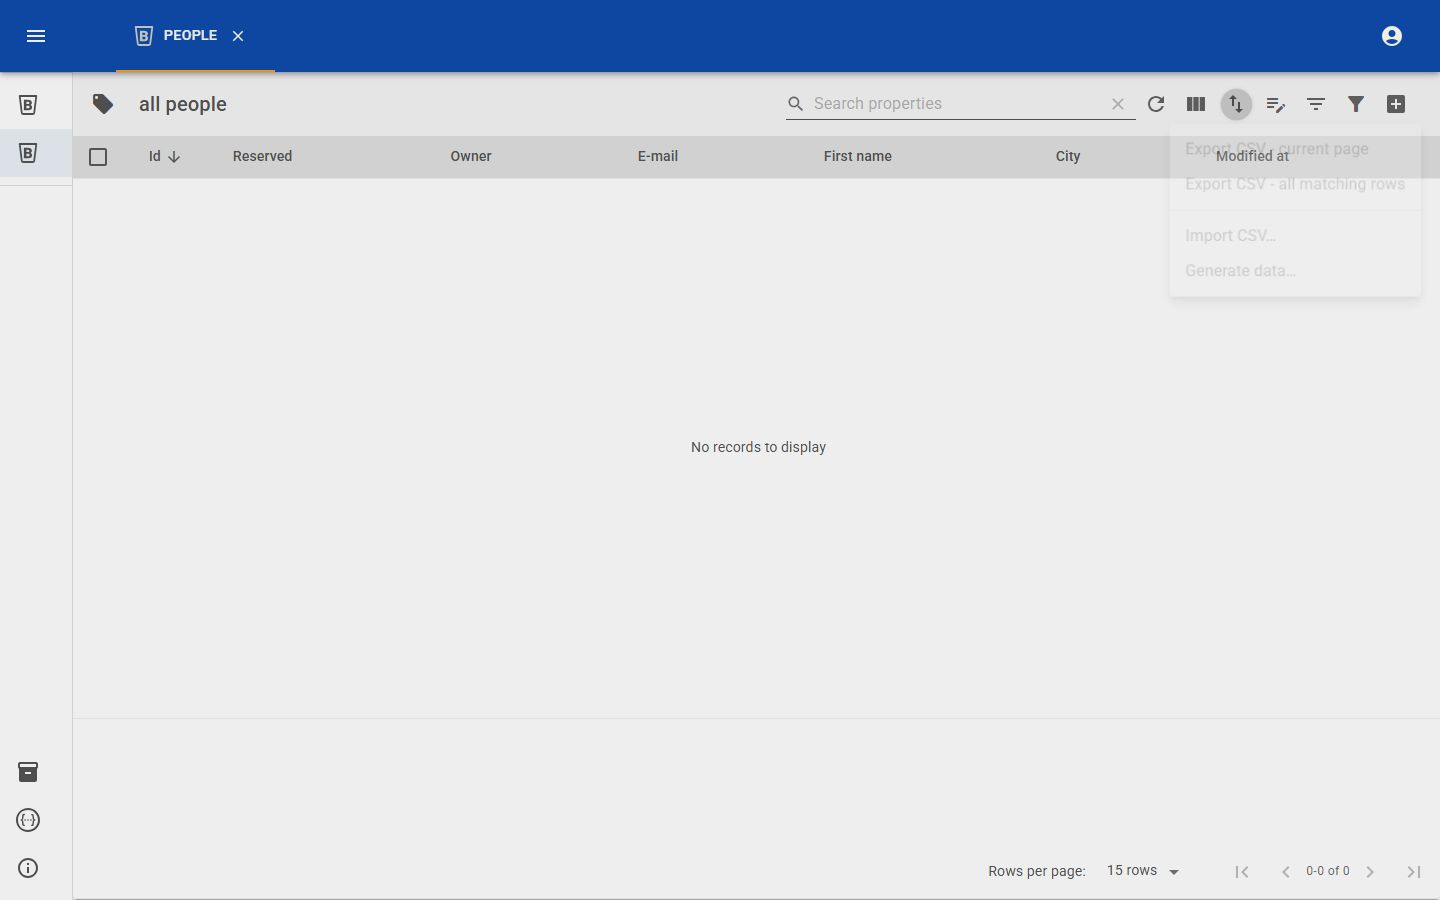 PEOPLE
all people
Search properties
Id
Reserved
Owner
E-mail
First name
City
Modified at
Export CSV - current page
Export CSV - all matching rows
Import CSV...
Generate data...
No records to display
Rows per page:
15 rows
0-0 of 0